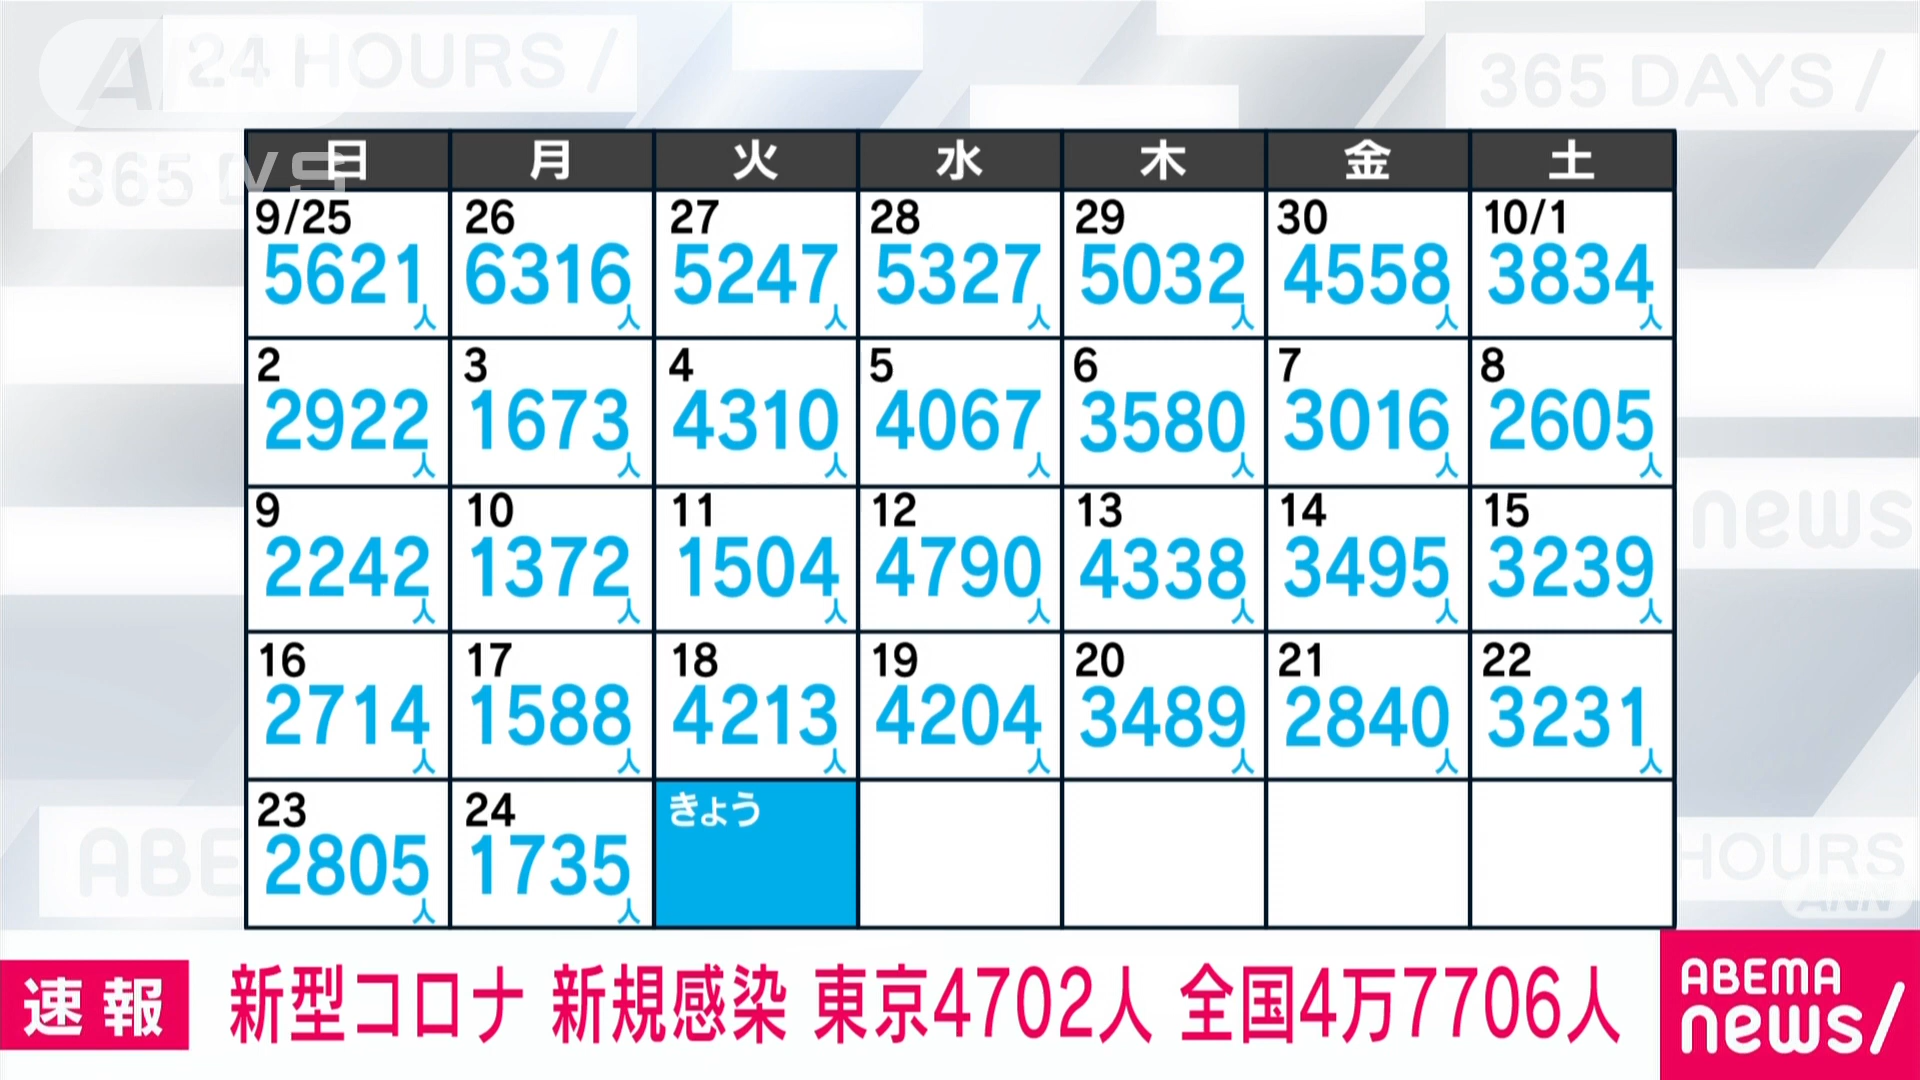 24 HOURS /
365 DAYS /
365 D
日 月 火 水 木 金 土
9/25 26 27 28 29 30 10/1
5621人 6316人 5247人 5327人 5032人 4558人 3834人
2 3 4 5 6 7 8
2922人 1673人 4310人 4067人 3580人 3016人 2605人
9 10 11 12 13 14 15
2242人 1372人 1504人 4790人 4338人 3495人 3239人
news
16 17 18 19 20 21 22
2714人 1588人 4213人 4204人 3489人 2840人 3231人
23 24 きょう
2805人 1735人
ABE
HOURS
ANN
速報 新型コロナ 新規感染 東京4702人 全国4万7706人
ABEMA
news/